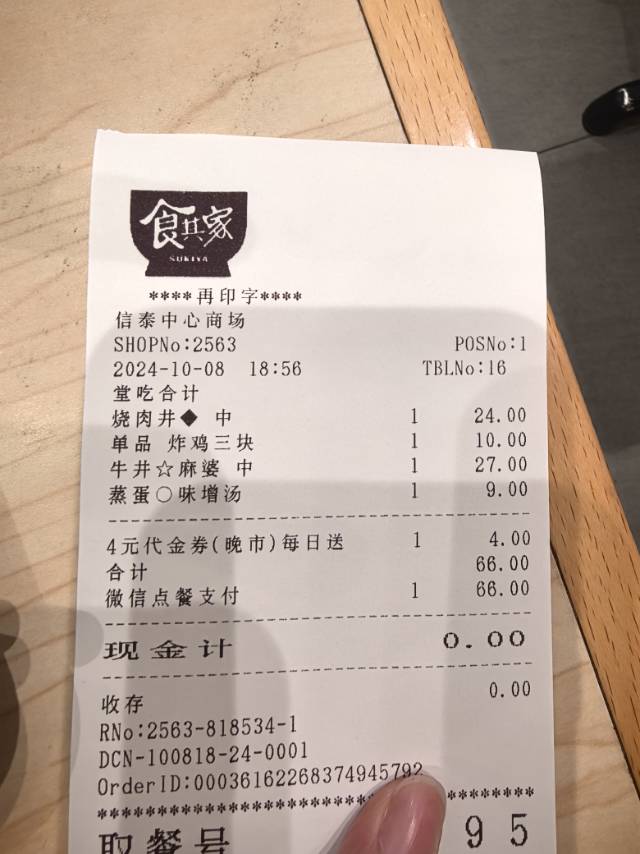 食其家
SUKIYA
****再印字****
信泰中心商场
SHOPNo:2563 POSNo:1
2024-10-08 18:56 TBLNo:16
堂吃合计
烧肉井◆ 中 1 24.00
单品 炸鸡三块 1 10.00
牛井☆麻婆 中 1 27.00
蒸蛋○味增汤 1 9.00
4元代金券(晚市)每日送 1 4.00
合计 66.00
微信点餐支付 1 66.00
现金计 0.00
收存 0.00
RNo:2563-818534-1
DCN-100818-24-0001
OrderID:00036162268374945792
取餐号 95